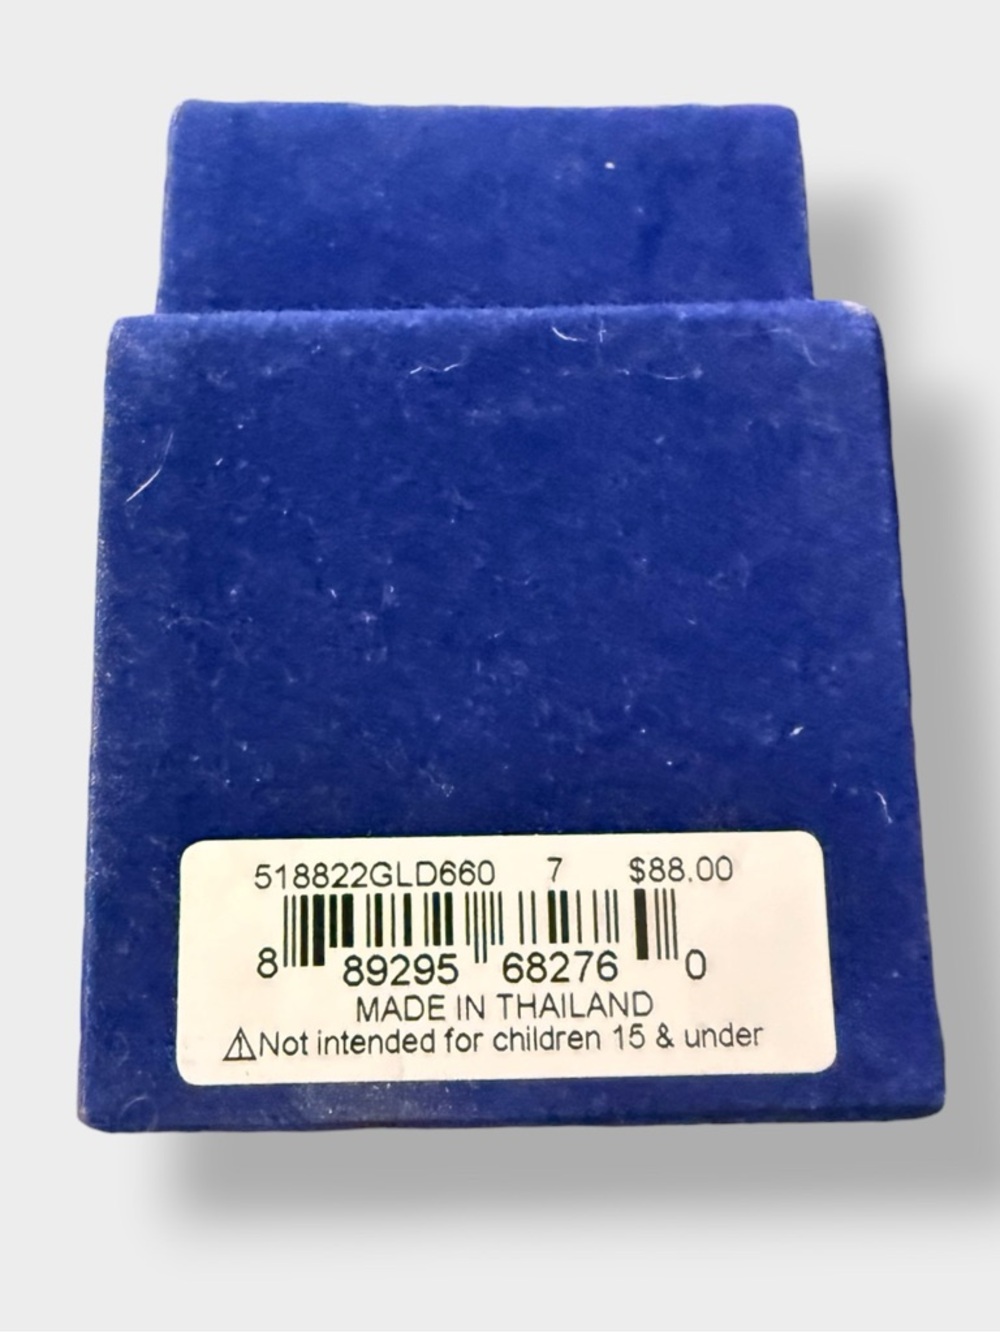 518822GLD660 7 $88.00
8 89295 68276 0
MADE IN THAILAND
⚠Not intended for children 15 & under